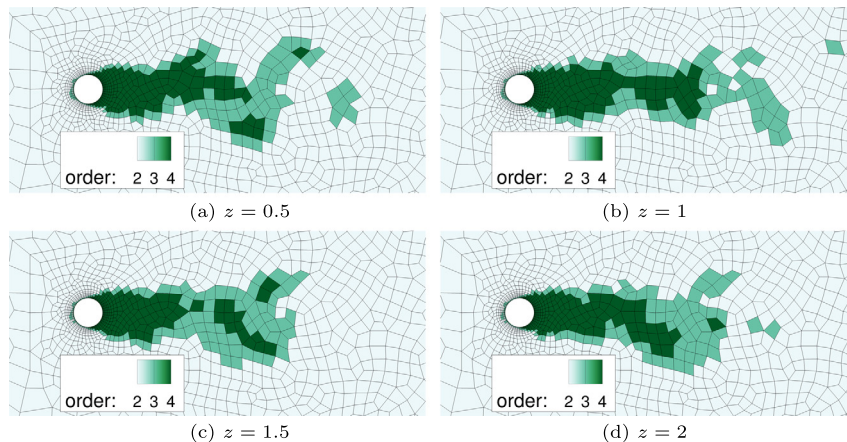 order: 2 3 4
order: 2 3 4
(a) z = 0.5
(b) z = 1
order: 2 3 4
order: 2 3 4
(c) z = 1.5
(d) z = 2